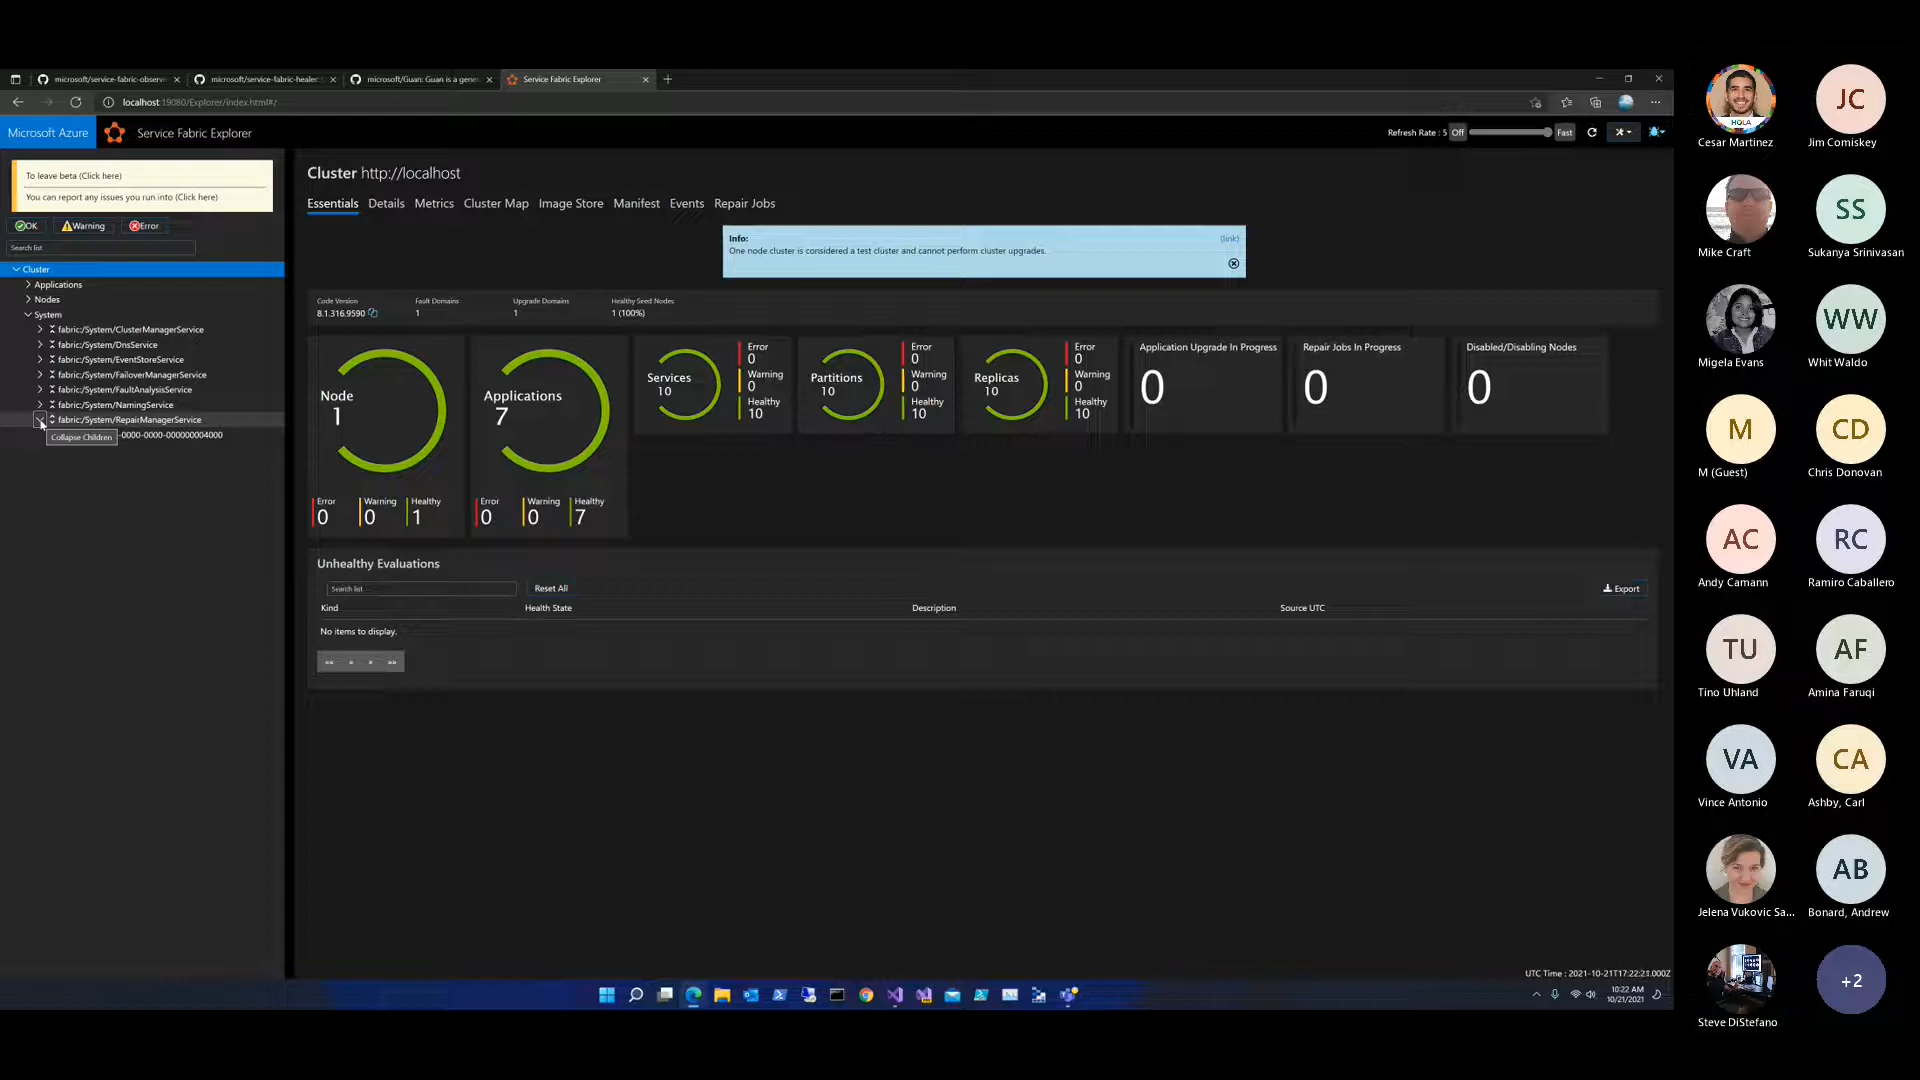 microsoft/service-fabric-observe
microsoft/service-fabric-healer:
microsoft/Guan: Guan is a gener
Service Fabric Explorer
localhost:19080/Explorer/index.html#/
Microsoft Azure
Service Fabric Explorer
Refresh Rate : 5 Off Fast
To leave beta (Click here)
You can report any issues you run into (Click here)
OK Warning Error
Search list
Cluster
Applications
Nodes
System
fabric:/System/ClusterManagerService
fabric:/System/DnsService
fabric:/System/EventStoreService
fabric:/System/FailoverManagerService
fabric:/System/FaultAnalysisService
fabric:/System/NamingService
fabric:/System/RepairManagerService
Collapse Children
-0000-0000-000000004000
Cluster http://localhost
Essentials Details Metrics Cluster Map Image Store Manifest Events Repair Jobs
Info: (link)
One node cluster is considered a test cluster and cannot perform cluster upgrades.
Code Version Fault Domains Upgrade Domains Healthy Seed Nodes
8.1.316.9590 1 1 1 (100%)
Node
1
Error Warning Healthy
0 0 1
Applications
7
Error Warning Healthy
0 0 7
Services
10
Error
0
Warning
0
Healthy
10
Partitions
10
Error
0
Warning
0
Healthy
10
Replicas
10
Error
0
Warning
0
Healthy
10
Application Upgrade In Progress
0
Repair Jobs In Progress
0
Disabled/Disabling Nodes
0
Unhealthy Evaluations
Search list Reset All Export
Kind Health State Description Source UTC
No items to display.
UTC Time : 2021-10-21T17:22:21.000Z
10:22 AM
10/21/2021
HOLA
Cesar Martinez
JC
Jim Comiskey
Mike Craft
SS
Sukanya Srinivasan
Migela Evans
WW
Whit Waldo
M
M (Guest)
CD
Chris Donovan
AC
Andy Camann
RC
Ramiro Caballero
TU
Tino Uhland
AF
Amina Faruqi
VA
Vince Antonio
CA
Ashby, Carl
Jelena Vukovic Sa...
AB
Bonard, Andrew
Steve DiStefano
+2